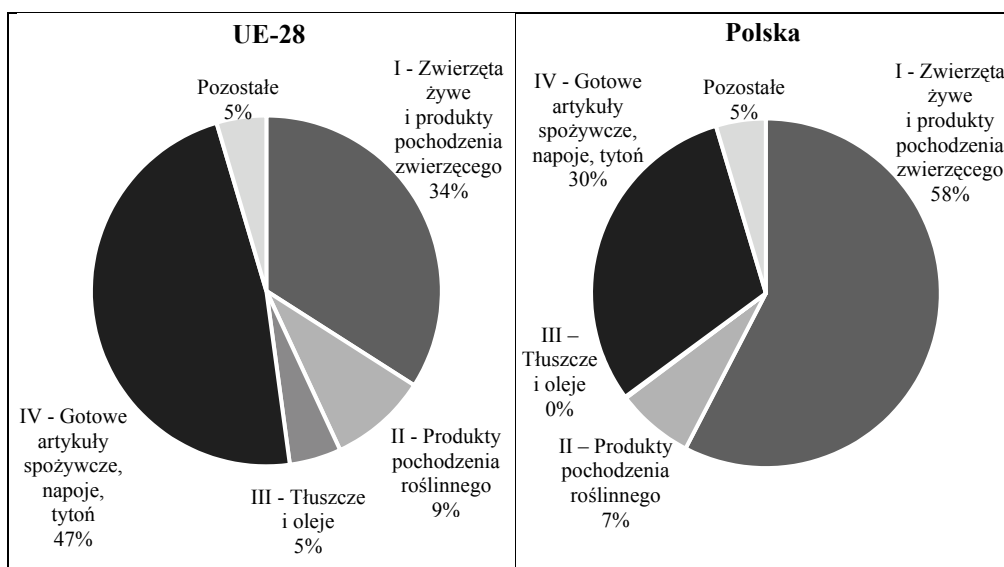 UE-28
Pozostałe
5%
I - Zwierzęta
żywe
i produkty
pochodzenia
zwierzęcego
34%
II - Produkty
pochodzenia
roślinnego
9%
III - Tłuszcze
i oleje
5%
IV - Gotowe
artykuły
spożywcze,
napoje,
tytoń
47%
Polska
IV - Gotowe
artykuły
spożywcze,
napoje, tytoń
30%
Pozostałe
5%
I - Zwierzęta
żywe
i produkty
pochodzenia
zwierzęcego
58%
III –
Tłuszcze
i oleje
0%
II – Produkty
pochodzenia
roślinnego
7%